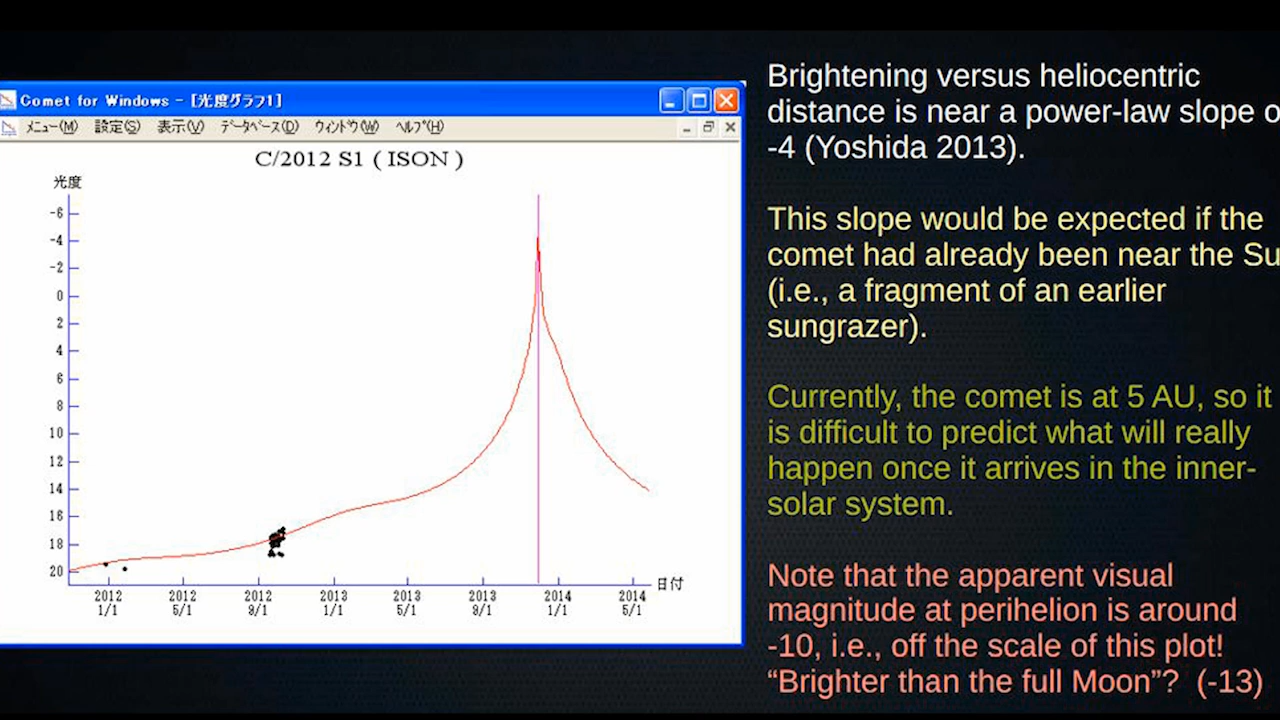 Comet for Windows - [光度グラフ1]
メニュー(M) 設定(S) 表示(V) データベース(D) ウィンドウ(W) ヘルプ(H)
C/2012 S1 ( ISON )
光度
-6
-4
-2
0
2
4
6
8
10
12
14
16
18
20
日付
2012 2012 2012 2013 2013 2013 2014 2014
1/1 5/1 9/1 1/1 5/1 9/1 1/1 5/1
Brightening versus heliocentric
distance is near a power-law slope o
-4 (Yoshida 2013).
This slope would be expected if the
comet had already been near the Su
(i.e., a fragment of an earlier
sungrazer).
Currently, the comet is at 5 AU, so it
is difficult to predict what will really
happen once it arrives in the inner-
solar system.
Note that the apparent visual
magnitude at perihelion is around
-10, i.e., off the scale of this plot!
“Brighter than the full Moon”? (-13)